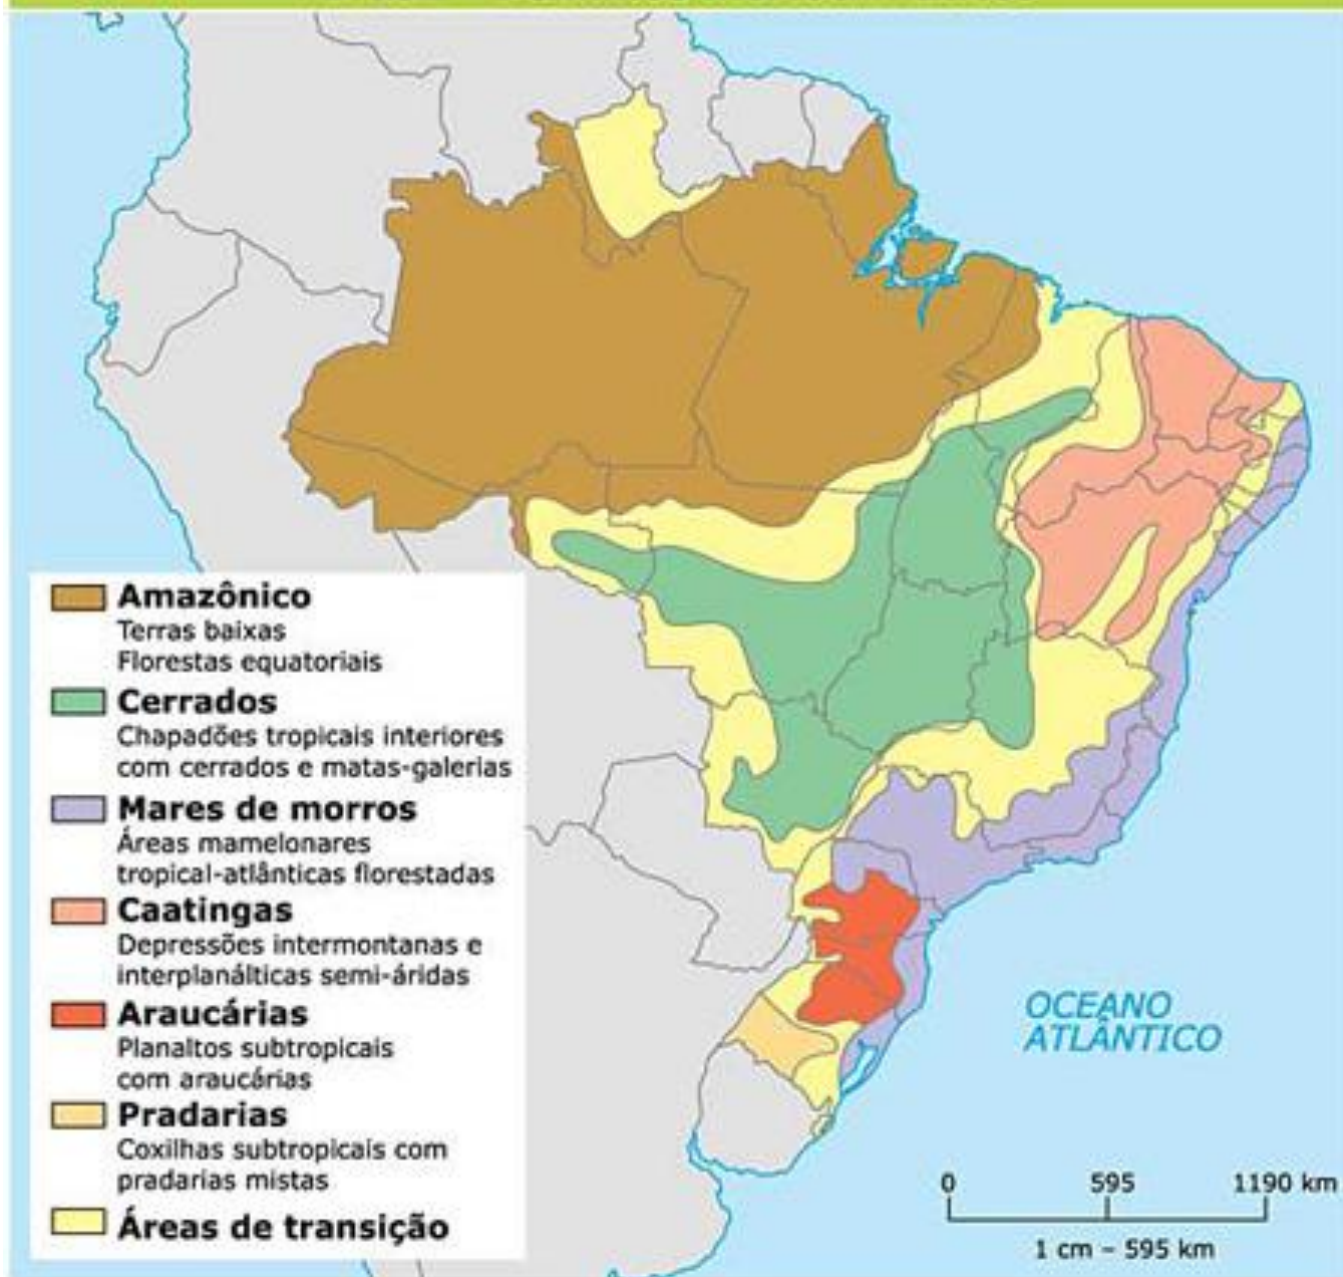 Amazônico
Terras baixas
Florestas equatoriais
Cerrados
Chapadões tropicais interiores
com cerrados e matas-galerias
Mares de morros
Áreas mamelonares
tropical-atlânticas florestadas
Caatingas
Depressões intermontanas e
interplanálticas semi-áridas
Araucárias
Planaltos subtropicais
com araucárias
Pradarias
Coxilhas subtropicais com
pradarias mistas
Áreas de transição
OCEANO
ATLÂNTICO
0 595 1190 km
1 cm – 595 km